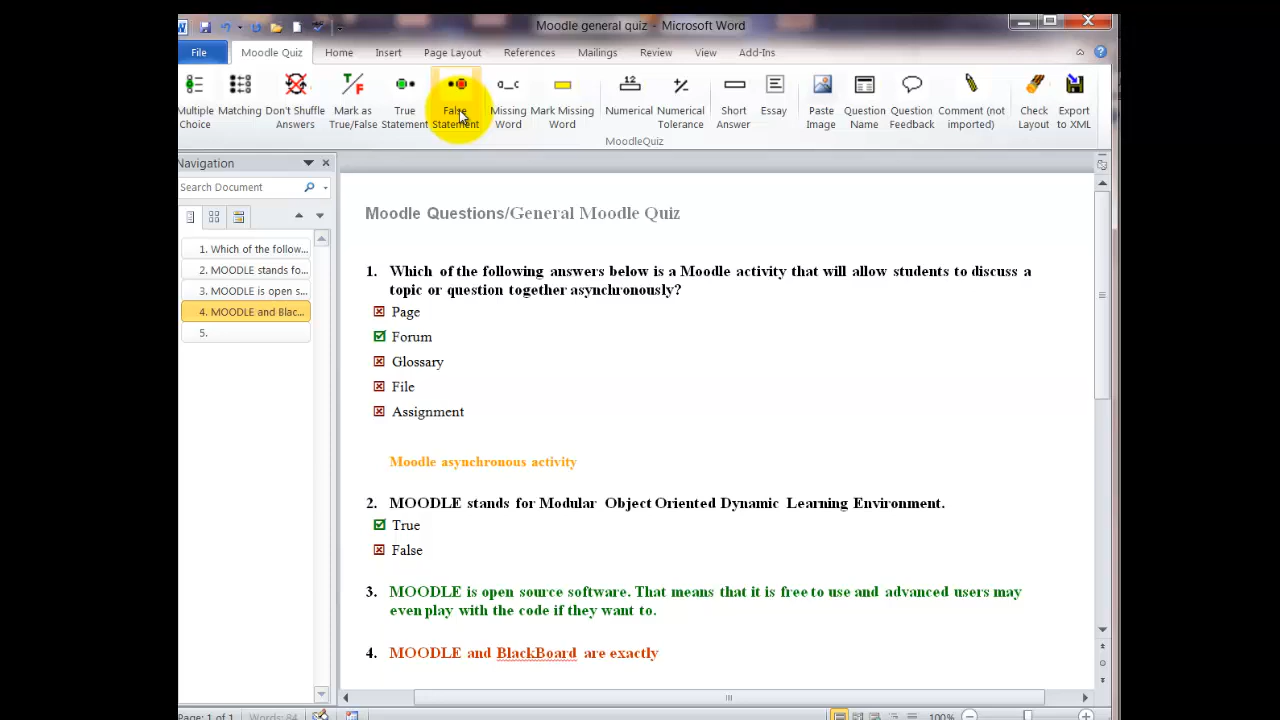 Moodle general quiz - Microsoft Word
File Moodle Quiz Home Insert Page Layout References Mailings Review View Add-Ins
Multiple Choice
Matching
Don't Shuffle Answers
Mark as True/False
True Statement
False Statement
Missing Word
Mark Missing Word
Numerical
Numerical Tolerance
Short Answer
Essay
Paste Image
Question Name
Question Feedback
Comment (not imported)
Check Layout
Export to XML
MoodleQuiz
Navigation
Search Document
1. Which of the follow...
2. MOODLE stands fo...
3. MOODLE is open s...
4. MOODLE and Blac...
5.
Moodle Questions/General Moodle Quiz
1. Which of the following answers below is a Moodle activity that will allow students to discuss a
topic or question together asynchronously?
Page
Forum
Glossary
File
Assignment
Moodle asynchronous activity
2. MOODLE stands for Modular Object Oriented Dynamic Learning Environment.
True
False
3. MOODLE is open source software. That means that it is free to use and advanced users may
even play with the code if they want to.
4. MOODLE and BlackBoard are exactly
Page: 1 of 1 Words: 84 100%